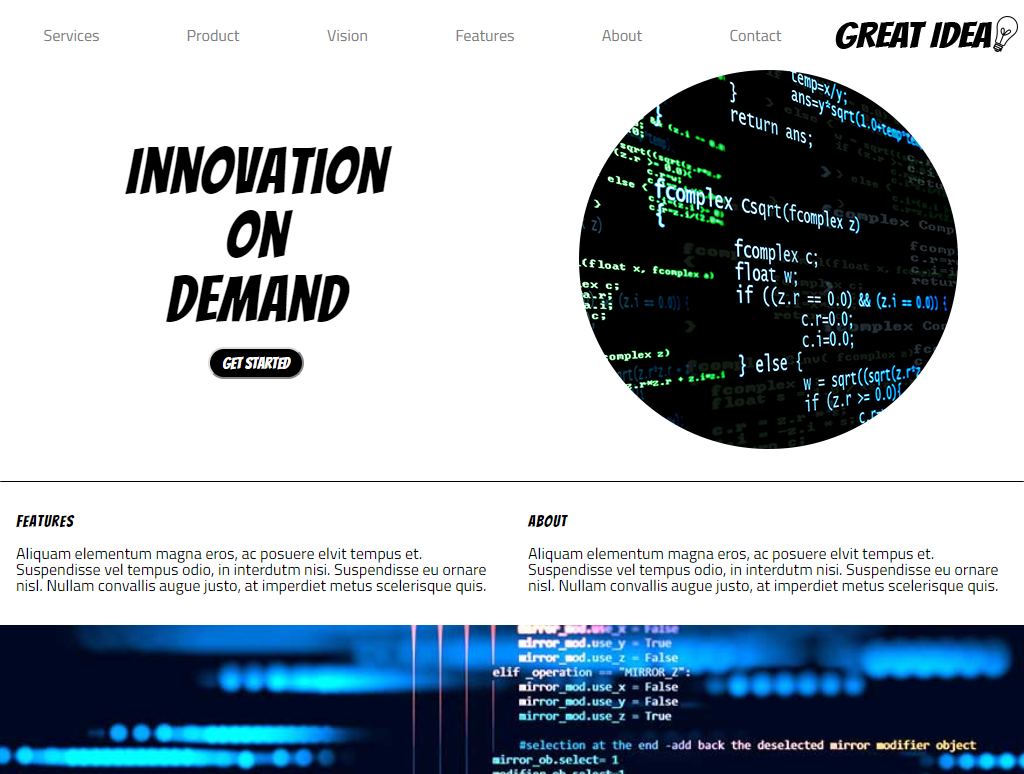 Services Product Vision Features About Contact GREAT IDEA
INNOVATION
ON
DEMAND
GET STARTED
temp=x/y;
} ans=y*sqrt(1.0+temp*te
return ans;
fcomplex Csqrt(fcomplex z)
{
fcomplex c;
float w;
if ((z.r == 0.0) && (z.i == 0.0)) {
c.r=0.0;
c.i=0.0;
} else {
w = sqrt((sqrt(z.r*z
if (z.r >= 0.0){
FEATURES
Aliquam elementum magna eros, ac posuere elvit tempus et.
Suspendisse vel tempus odio, in interdutm nisi. Suspendisse eu ornare
nisl. Nullam convallis augue justo, at imperdiet metus scelerisque quis.
ABOUT
Aliquam elementum magna eros, ac posuere elvit tempus et.
Suspendisse vel tempus odio, in interdutm nisi. Suspendisse eu ornare
nisl. Nullam convallis augue justo, at imperdiet metus scelerisque quis.
mirror_mod.use_x = False
mirror_mod.use_y = True
mirror_mod.use_z = False
elif _operation == "MIRROR_Z":
mirror_mod.use_x = False
mirror_mod.use_y = False
mirror_mod.use_z = True
#selection at the end -add back the deselected mirror modifier object
mirror_ob.select= 1
modifier_ob.select=1